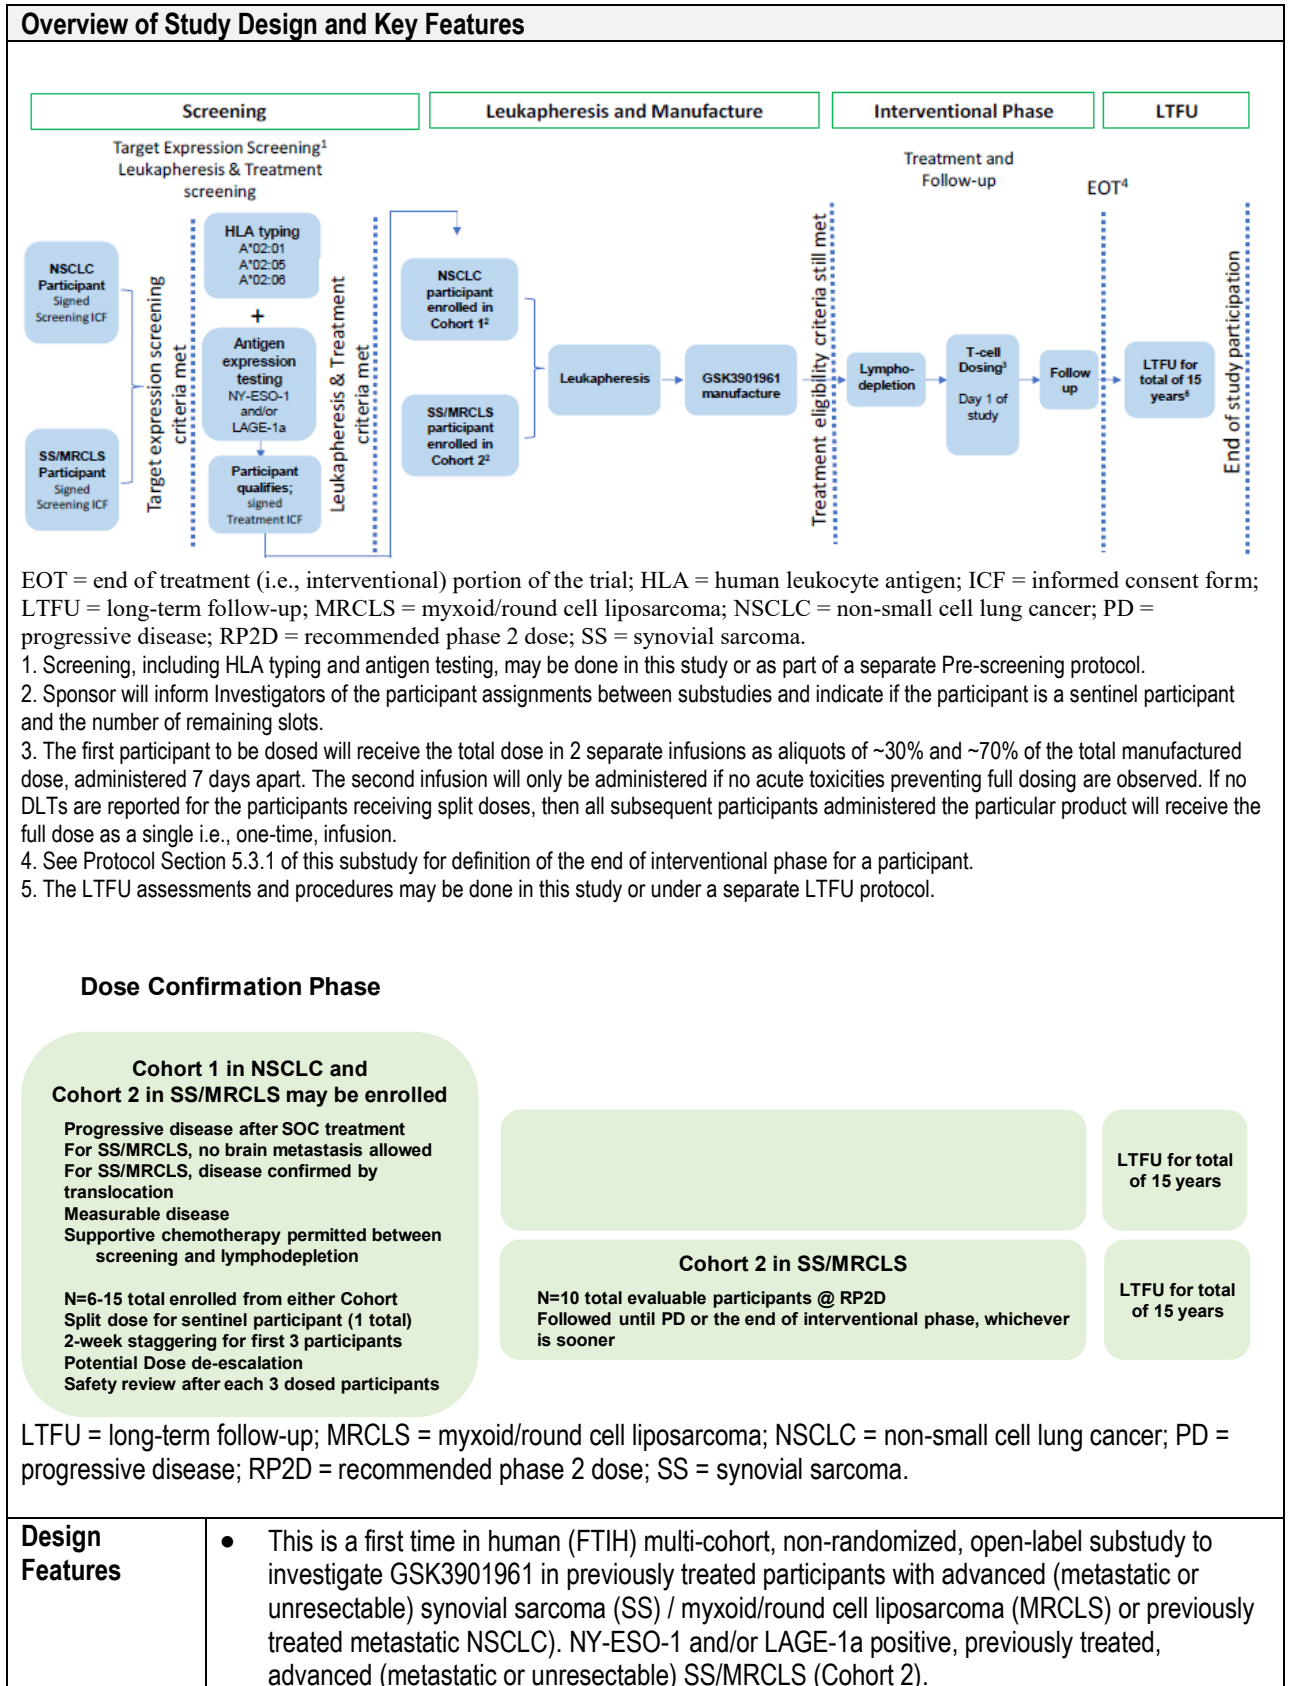 Overview of Study Design and Key Features
Screening
Leukapheresis and Manufacture
Interventional Phase
LTFU
Target Expression Screening1
Leukapheresis & Treatment
screening
Treatment and
Follow-up
EOT4
NSCLC
Participant
Signed
Screening ICF
SS/MRCLS
Participant
Signed
Screening ICF
Target expression screening
criteria met
HLA typing
A*02:01
A*02:05
A*02:06
+
Antigen
expression
testing
NY-ESO-1
and/or
LAGE-1a
Participant
qualifies;
signed
Treatment ICF
Leukapheresis & Treatment
criteria met
NSCLC
participant
enrolled in
Cohort 1²
SS/MRCLS
participant
enrolled in
Cohort 2²
Leukapheresis
GSK3901961
manufacture
Treatment eligibility criteria still met
Lympho-
depletion
T-cell
Dosing³
Day 1 of
study
Follow
up
LTFU for
total of 15
years⁵
End of study participation
EOT = end of treatment (i.e., interventional) portion of the trial; HLA = human leukocyte antigen; ICF = informed consent form;
LTFU = long-term follow-up; MRCLS = myxoid/round cell liposarcoma; NSCLC = non-small cell lung cancer; PD =
progressive disease; RP2D = recommended phase 2 dose; SS = synovial sarcoma.
1. Screening, including HLA typing and antigen testing, may be done in this study or as part of a separate Pre-screening protocol.
2. Sponsor will inform Investigators of the participant assignments between substudies and indicate if the participant is a sentinel participant
and the number of remaining slots.
3. The first participant to be dosed will receive the total dose in 2 separate infusions as aliquots of ~30% and ~70% of the total manufactured
dose, administered 7 days apart. The second infusion will only be administered if no acute toxicities preventing full dosing are observed. If no
DLTs are reported for the participants receiving split doses, then all subsequent participants administered the particular product will receive the
full dose as a single i.e., one-time, infusion.
4. See Protocol Section 5.3.1 of this substudy for definition of the end of interventional phase for a participant.
5. The LTFU assessments and procedures may be done in this study or under a separate LTFU protocol.
Dose Confirmation Phase
Cohort 1 in NSCLC and
Cohort 2 in SS/MRCLS may be enrolled
Progressive disease after SOC treatment
For SS/MRCLS, no brain metastasis allowed
For SS/MRCLS, disease confirmed by
translocation
Measurable disease
Supportive chemotherapy permitted between
screening and lymphodepletion
N=6-15 total enrolled from either Cohort
Split dose for sentinel participant (1 total)
2-week staggering for first 3 participants
Potential Dose de-escalation
Safety review after each 3 dosed participants
LTFU for total
of 15 years
Cohort 2 in SS/MRCLS
N=10 total evaluable participants @ RP2D
Followed until PD or the end of interventional phase, whichever
is sooner
LTFU for total
of 15 years
LTFU = long-term follow-up; MRCLS = myxoid/round cell liposarcoma; NSCLC = non-small cell lung cancer; PD =
progressive disease; RP2D = recommended phase 2 dose; SS = synovial sarcoma.
Design
Features
● This is a first time in human (FTIH) multi-cohort, non-randomized, open-label substudy to
investigate GSK3901961 in previously treated participants with advanced (metastatic or
unresectable) synovial sarcoma (SS) / myxoid/round cell liposarcoma (MRCLS) or previously
treated metastatic NSCLC). NY-ESO-1 and/or LAGE-1a positive, previously treated,
advanced (metastatic or unresectable) SS/MRCLS (Cohort 2).